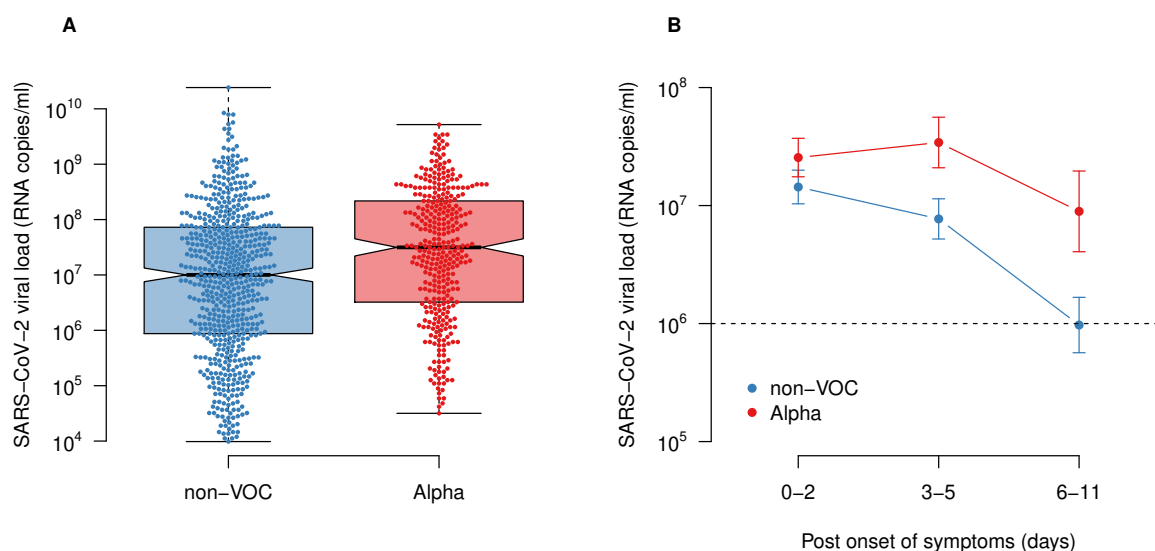 A
SARS−CoV−2 viral load (RNA copies/ml)
10^10
10^9
10^8
10^7
10^6
10^5
10^4
non−VOC
Alpha
B
SARS−CoV−2 viral load (RNA copies/ml)
10^8
10^7
10^6
10^5
non−VOC
Alpha
0−2
3−5
6−11
Post onset of symptoms (days)